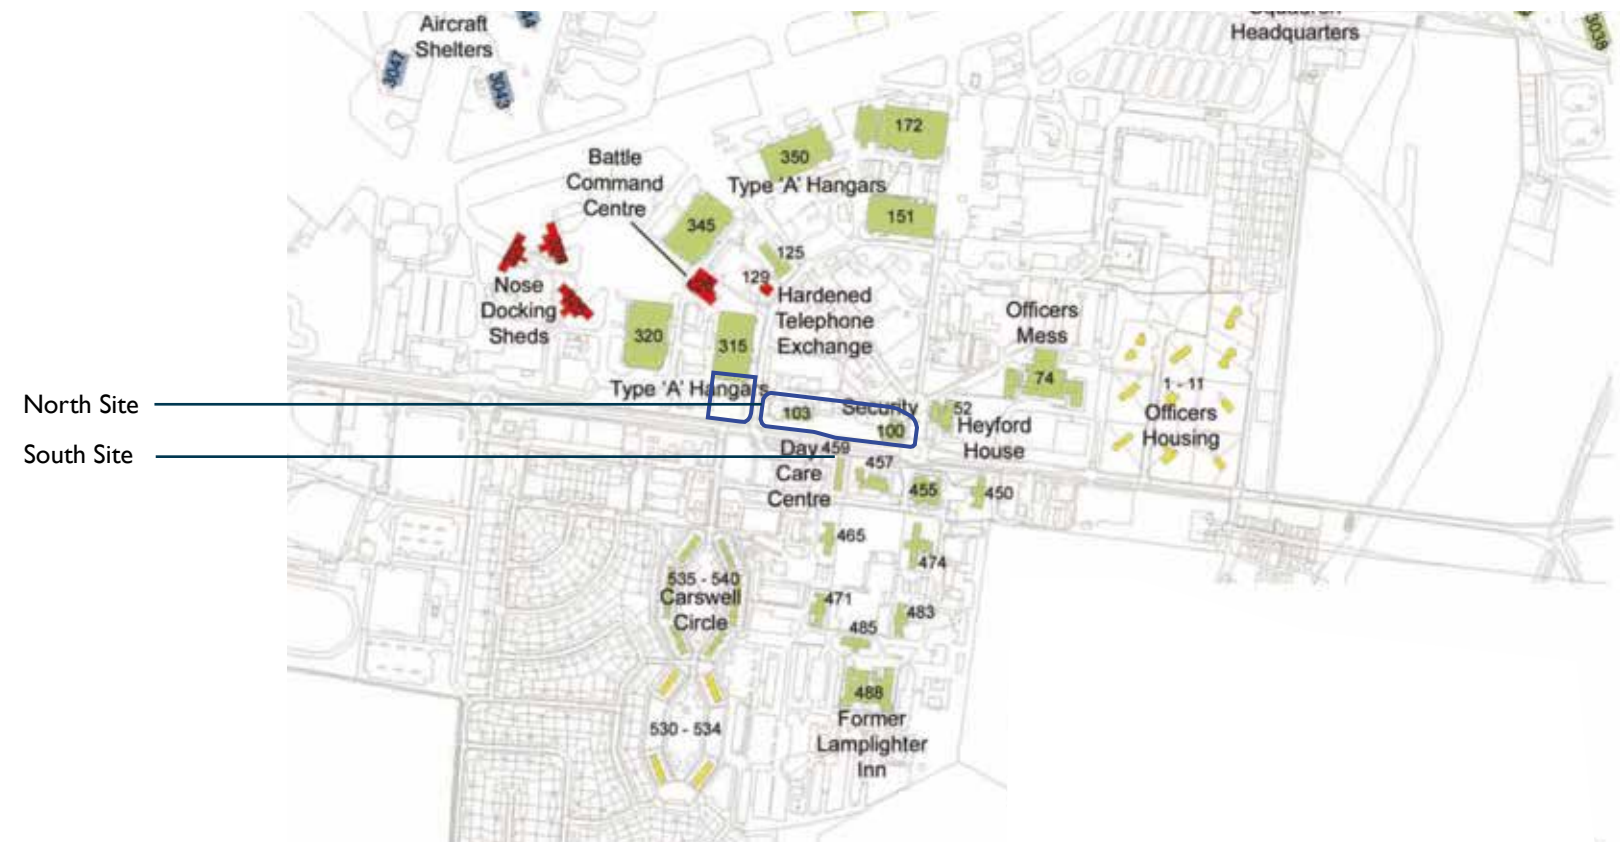 Aircraft
Shelters
44
3047
3043
Headquarters
3038
172
350
Type 'A' Hangars
151
Battle
Command
Centre
345
125
129
Hardened
Telephone
Exchange
Nose
Docking
Sheds
320
315
Type 'A' Hangars
Officers
Mess
74
1 - 11
Officers
Housing
North Site
South Site
103
Security
100
52
Heyford
House
Day
Care
Centre
459
457
455
450
465
474
535 - 540
Carswell
Circle
471
483
485
530 - 534
488
Former
Lamplighter
Inn